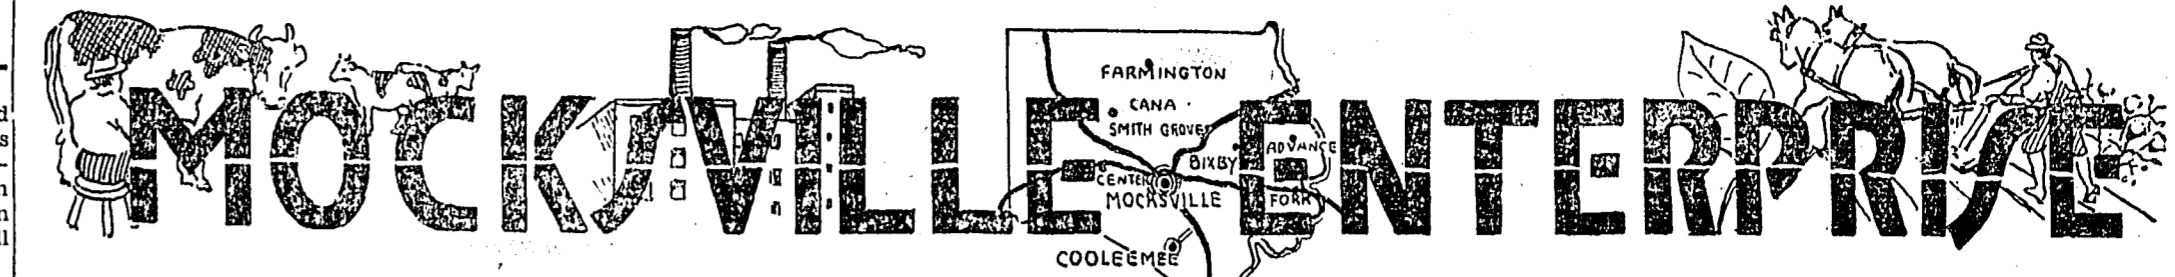 MOCKSVILLE ENTERPRISE
FARMINGTON
CANA
SMITH GROVE
BIXBY
ADVANCE
CENTER
MOCKSVILLE
FORK
COOLEEMEE